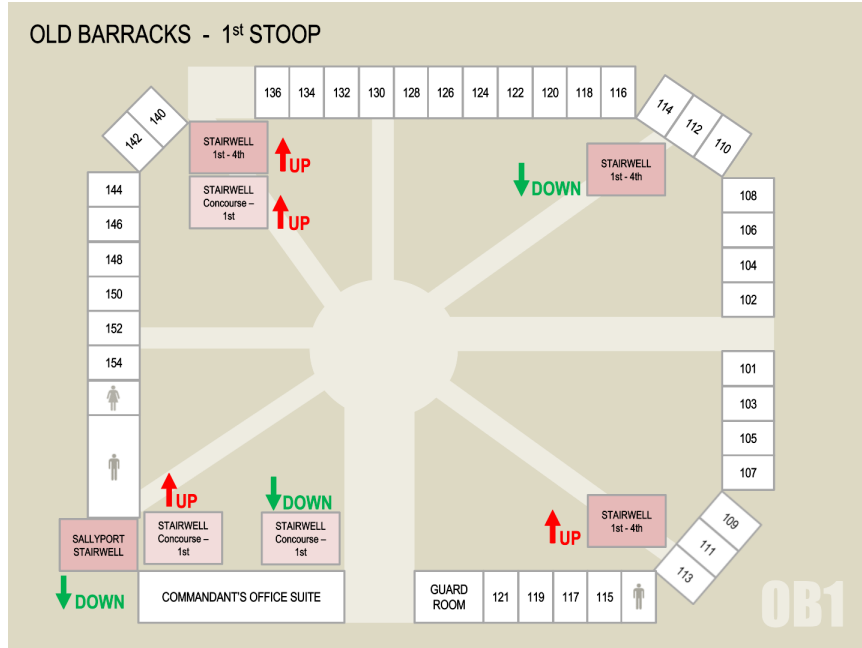 OLD BARRACKS - 1st STOOP
136 134 132 130 128 126 124 122 120 118 116
114
112
110
140
142
STAIRWELL
1st - 4th
UP
STAIRWELL
Concourse –
1st
UP
STAIRWELL
1st - 4th
DOWN
144
146
148
150
152
154
108
106
104
102
101
103
105
107
109
111
113
UP
STAIRWELL
Concourse –
1st
DOWN
STAIRWELL
Concourse –
1st
STAIRWELL
1st - 4th
UP
SALLYPORT
STAIRWELL
DOWN
COMMANDANT'S OFFICE SUITE
GUARD
ROOM
121 119 117 115
OB1